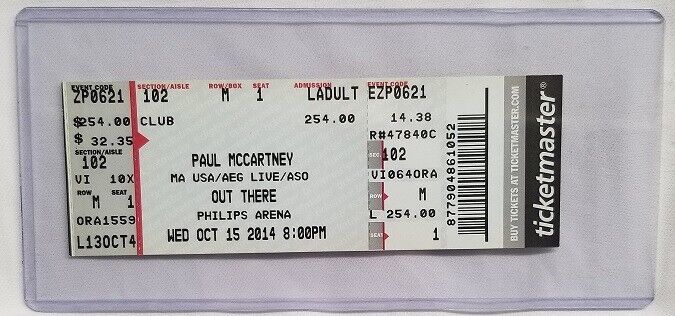 EVENT CODE SECTION/AISLE ROW/BOX SEAT ADMISSION EVENT CODE
ZP0621 102 M 1 LADULT EZP0621
$254.00 CLUB 254.00 14.38
$ 32.35 R#47840C
SECTION/AISLE
102 PAUL MCCARTNEY 102
VI 10X MA USA/AEG LIVE/ASO VI064ORA
ROW SEAT
M 1 OUT THERE M
ORA1559 PHILIPS ARENA L 254.00
L13OCT4 WED OCT 15 2014 8:00PM 1
877904861052
BUY TICKETS AT TICKETMASTER.COM
ticketmaster®